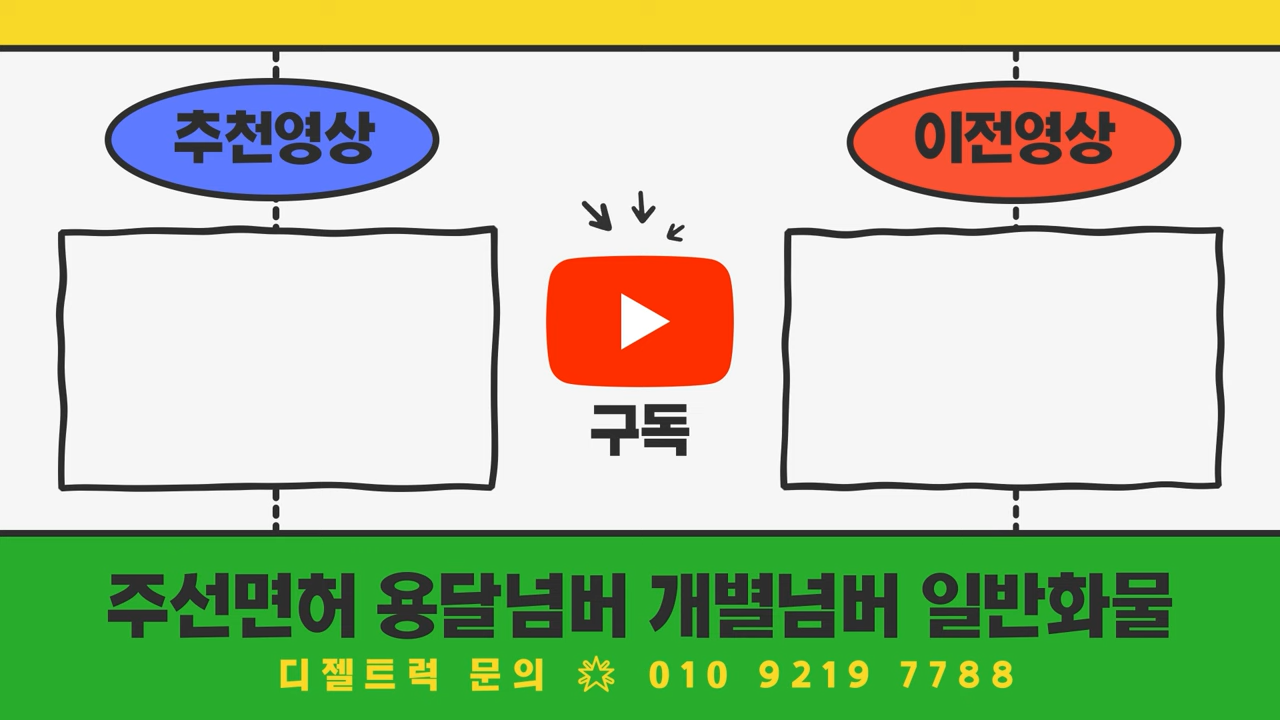 추천영상
이전영상
구독
주선면허 용달넘버 개별넘버 일반화물
디젤트럭 문의 010 9219 7788